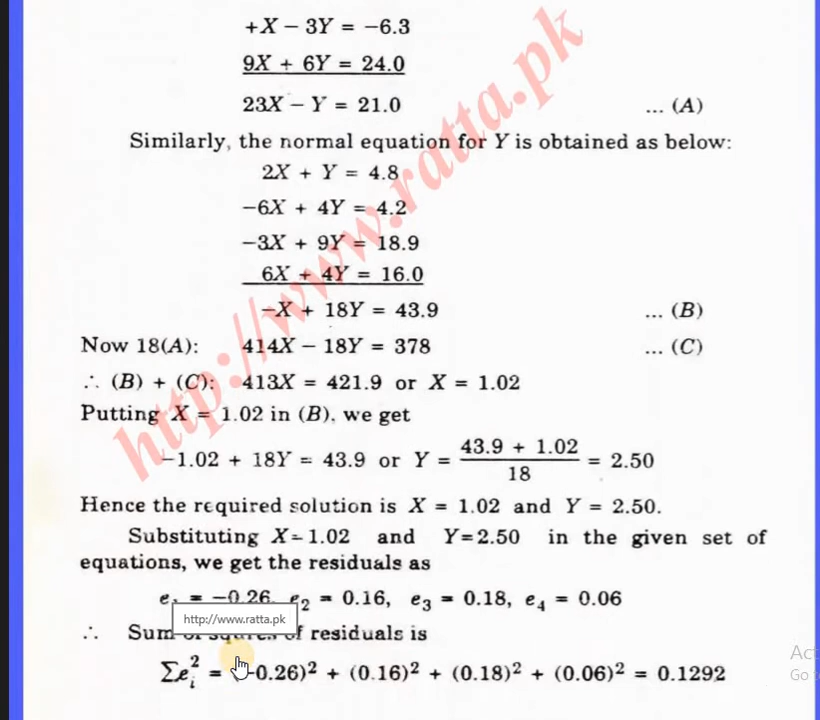 +X − 3Y = −6.3
9X + 6Y = 24.0
23X − Y = 21.0 ... (A)
Similarly, the normal equation for Y is obtained as below:
2X + Y = 4.8
−6X + 4Y = 4.2
−3X + 9Y = 18.9
6X + 4Y = 16.0
−X + 18Y = 43.9 ... (B)
Now 18(A): 414X − 18Y = 378 ... (C)
∴ (B) + (C): 413X = 421.9 or X = 1.02
Putting X = 1.02 in (B), we get
−1.02 + 18Y = 43.9 or Y = (43.9 + 1.02)/18 = 2.50
Hence the required solution is X = 1.02 and Y = 2.50.
Substituting X=1.02 and Y=2.50 in the given set of
equations, we get the residuals as
= −0.26, e₂ = 0.16, e₃ = 0.18, e₄ = 0.06
http://www.ratta.pk
∴ Sum of residuals is
Σeᵢ² = −0.26)² + (0.16)² + (0.18)² + (0.06)² = 0.1292
http://www.ratta.pk